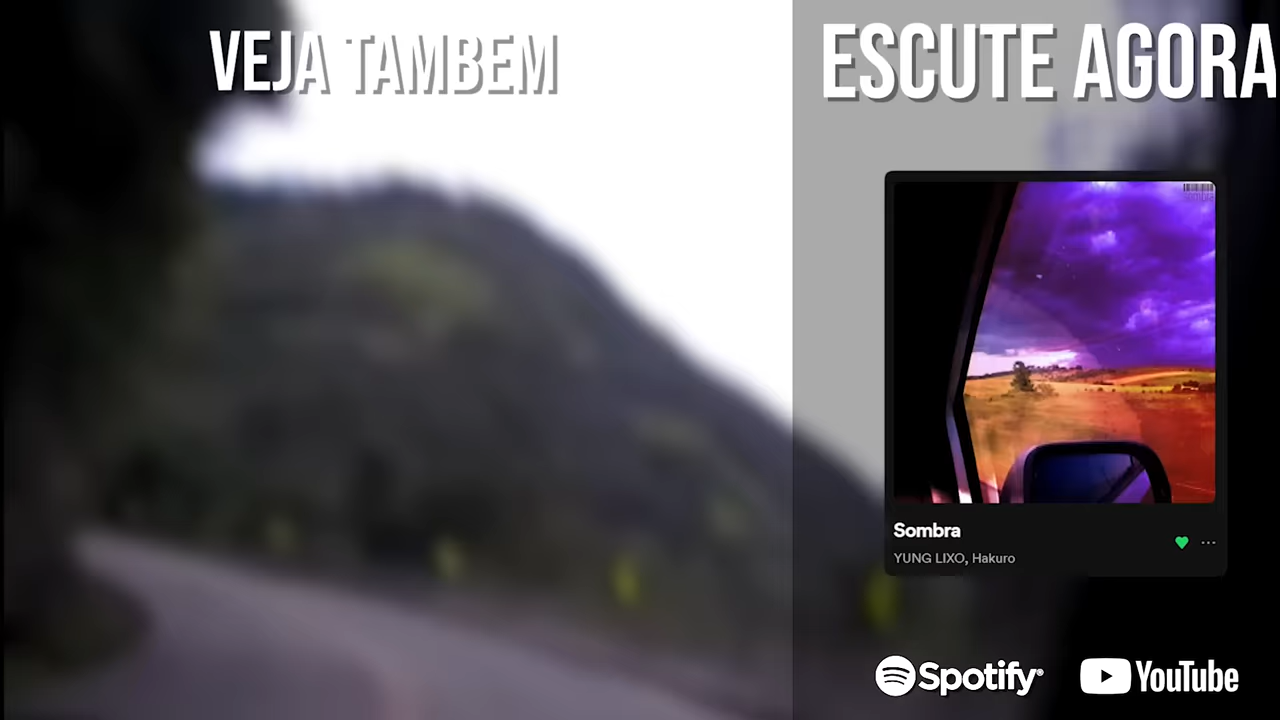 VEJA TAMBEM
ESCUTE AGORA
Sombra
YUNG LIXO, Hakuro
Spotify®
YouTube